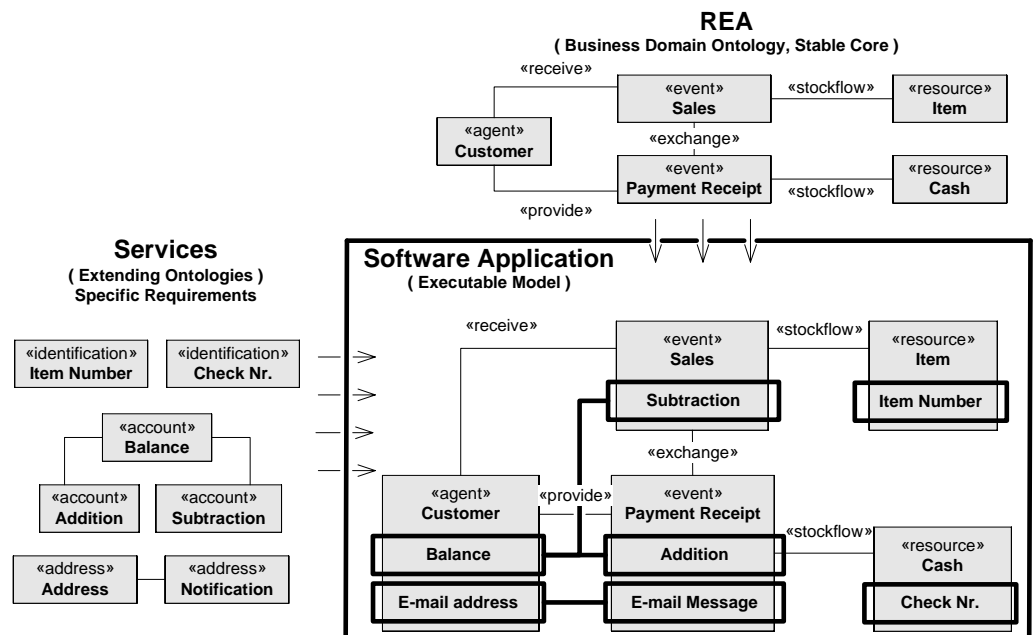 REA
( Business Domain Ontology, Stable Core )
«receive»
«event»
Sales
«stockflow»
«resource»
Item
«agent»
Customer
«exchange»
«event»
Payment Receipt
«stockflow»
«resource»
Cash
«provide»
Services
( Extending Ontologies )
Specific Requirements
«identification»
Item Number
«identification»
Check Nr.
«account»
Balance
«account»
Addition
«account»
Subtraction
«address»
Address
«address»
Notification
Software Application
( Executable Model )
«receive»
«event»
Sales
Subtraction
«stockflow»
«resource»
Item
Item Number
«exchange»
«agent»
Customer
Balance
E-mail address
«provide»
«event»
Payment Receipt
Addition
E-mail Message
«stockflow»
«resource»
Cash
Check Nr.